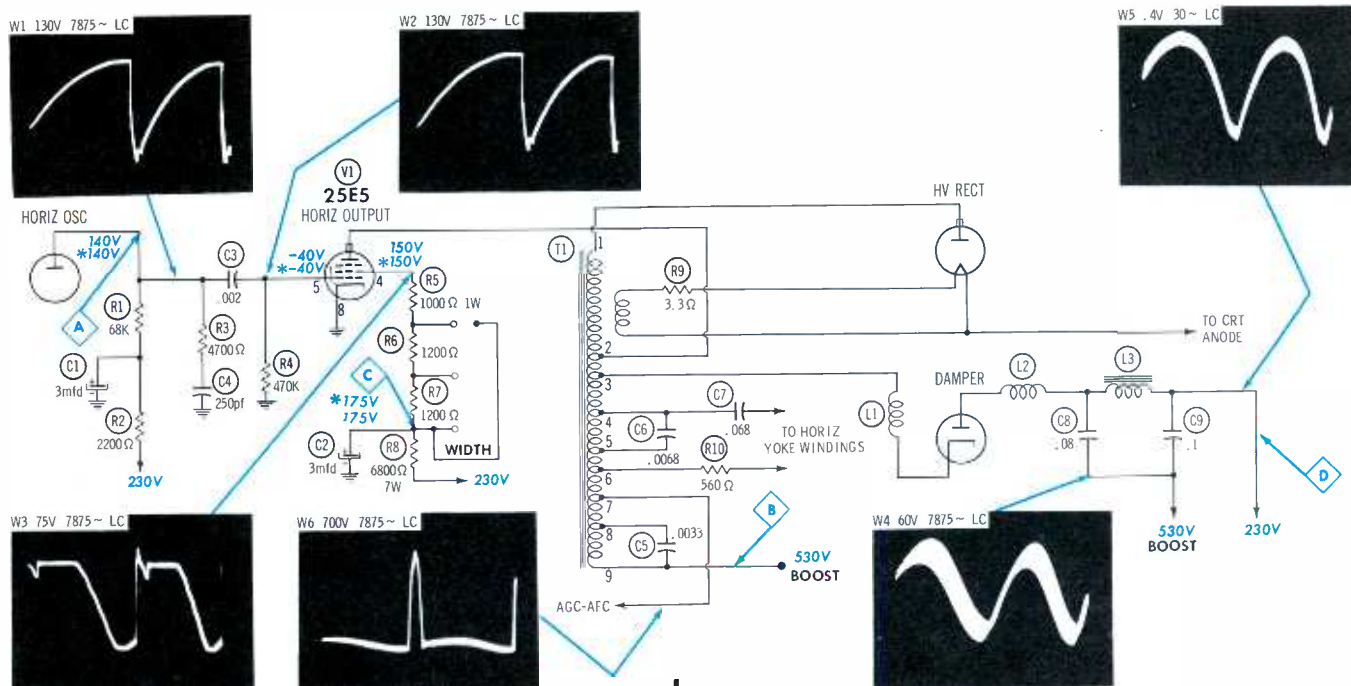 W1 130V 7875~ LC
W2 130V 7875~ LC
W5 .4V 30~ LC
HORIZ OSC
140V
*140V
A
R1
68K
C1
3mfd
R2
2200Ω
230V
C3
.002
R3
4700Ω
C4
250pf
R4
470K
V1
25E5
HORIZ OUTPUT
-40V
*-40V
5
4
8
150V
*150V
R5
1000Ω 1W
R6
1200Ω
C
*175V
175V
R7
1200Ω
C2
3mfd
R8
6800Ω
7W
WIDTH
230V
T1
1
2
3
4
5
6
7
8
9
R9
3.3Ω
HV RECT
TO CRT
ANODE
C6
.0068
C7
.068
TO HORIZ
YOKE WINDINGS
R10
560Ω
C5
.0033
B
530V
BOOST
AGC-AFC
L1
DAMPER
L2
L3
C8
.08
C9
.1
D
530V
BOOST
230V
W3 75V 7875~ LC
W6 700V 7875~ LC
W4 60V 7875~ LC